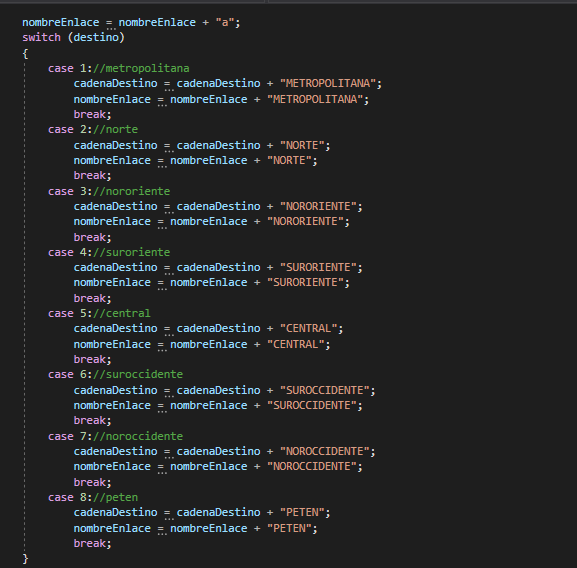 nombreEnlace = nombreEnlace + "a";
switch (destino)
{
case 1://metropolitana
cadenaDestino = cadenaDestino + "METROPOLITANA";
nombreEnlace = nombreEnlace + "METROPOLITANA";
break;
case 2://norte
cadenaDestino = cadenaDestino + "NORTE";
nombreEnlace = nombreEnlace + "NORTE";
break;
case 3://nororiente
cadenaDestino = cadenaDestino + "NORORIENTE";
nombreEnlace = nombreEnlace + "NORORIENTE";
break;
case 4://suroriente
cadenaDestino = cadenaDestino + "SURORIENTE";
nombreEnlace = nombreEnlace + "SURORIENTE";
break;
case 5://central
cadenaDestino = cadenaDestino + "CENTRAL";
nombreEnlace = nombreEnlace + "CENTRAL";
break;
case 6://suroccidente
cadenaDestino = cadenaDestino + "SUROCCIDENTE";
nombreEnlace = nombreEnlace + "SUROCCIDENTE";
break;
case 7://noroccidente
cadenaDestino = cadenaDestino + "NOROCCIDENTE";
nombreEnlace = nombreEnlace + "NOROCCIDENTE";
break;
case 8://peten
cadenaDestino = cadenaDestino + "PETEN";
nombreEnlace = nombreEnlace + "PETEN";
break;
}